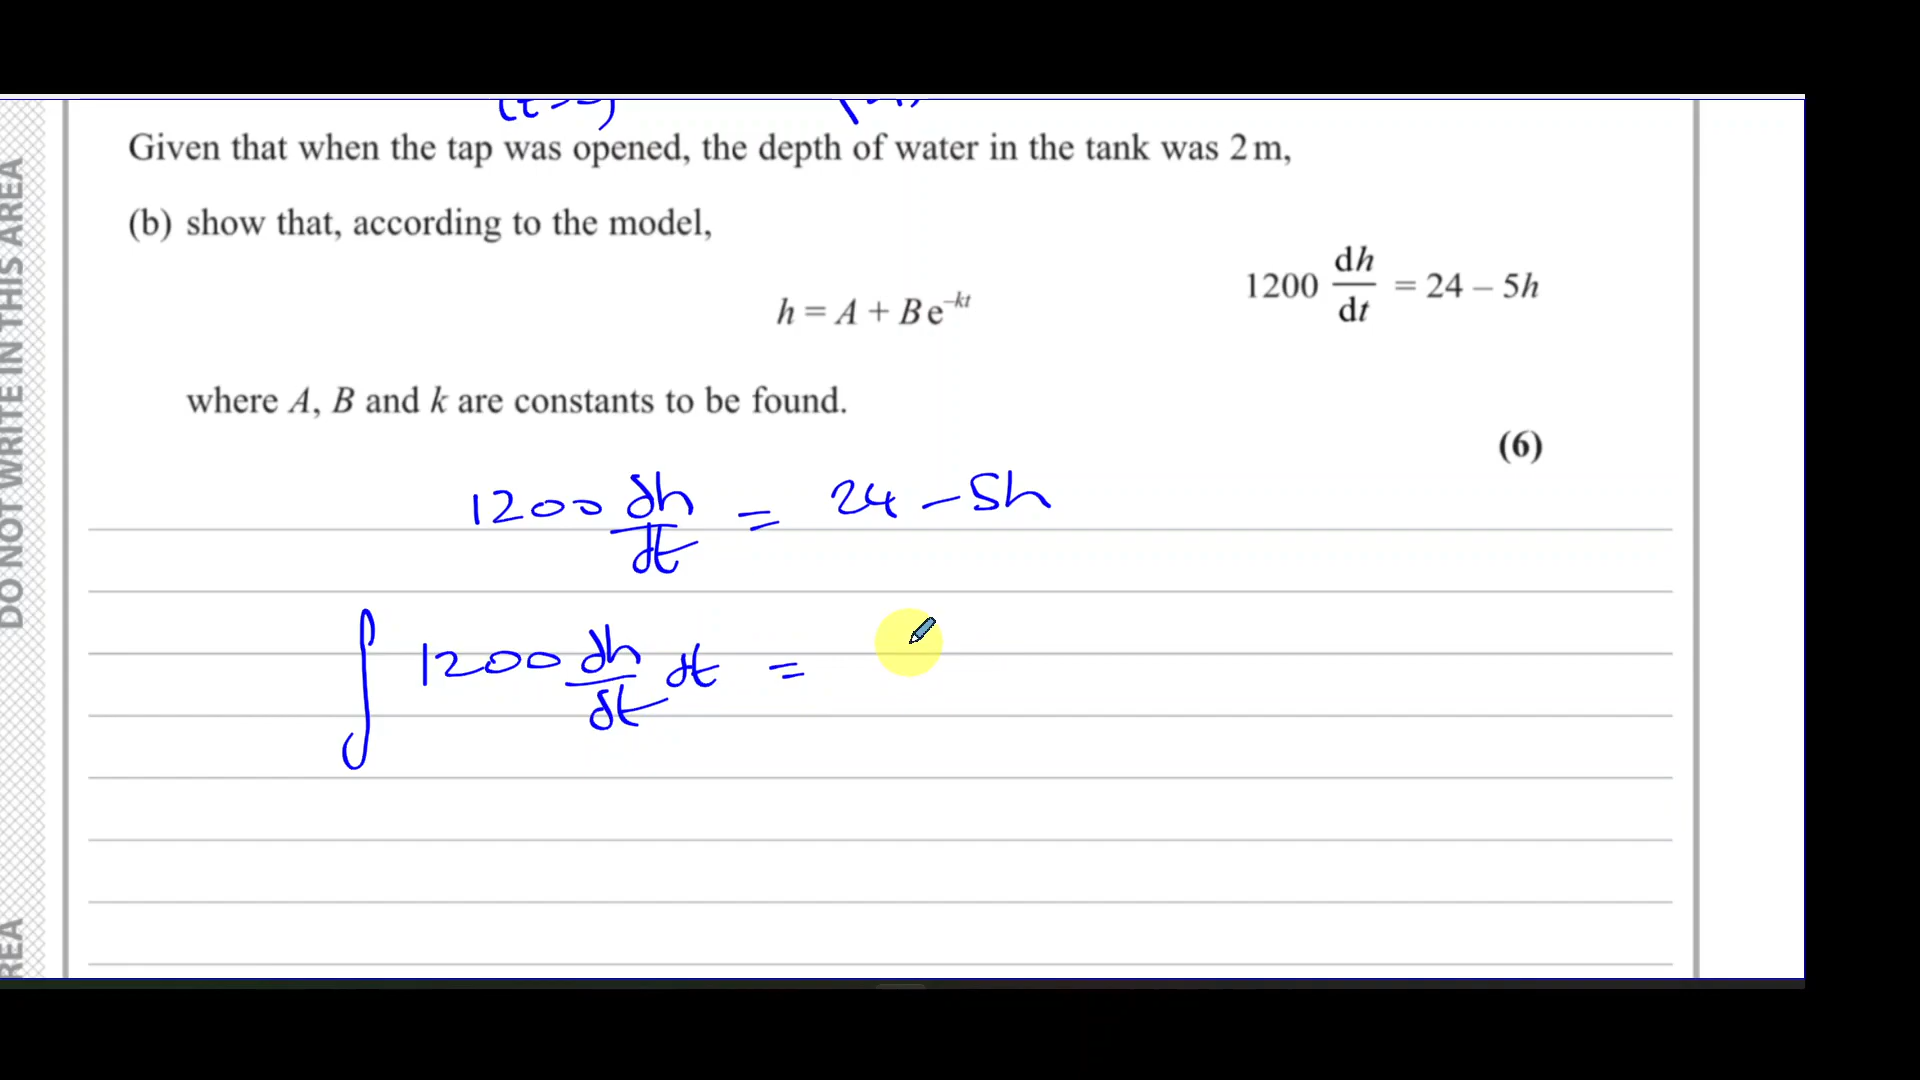 Given that when the tap was opened, the depth of water in the tank was 2 m,
(b) show that, according to the model,
h = A + Be^{-kt}
1200 dh/dt = 24 – 5h
where A, B and k are constants to be found.
(6)
1200 dh/dt = 24 – 5h
∫ 1200 dh/dt dt =
DO NOT WRITE IN THIS AREA
REA